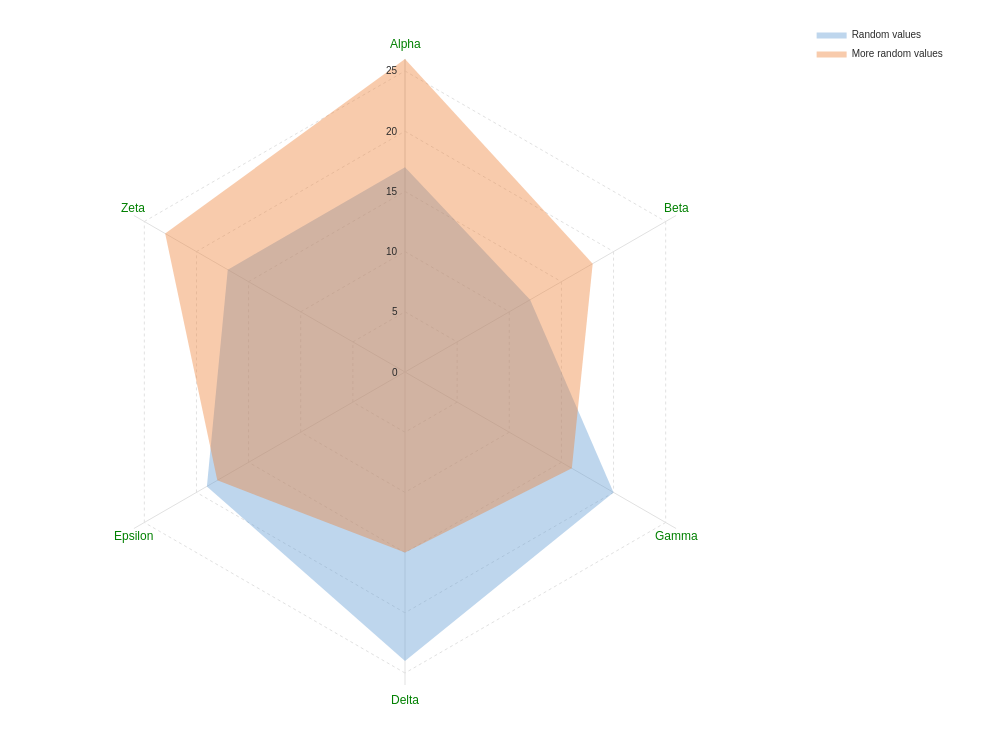 Random values
More random values
Alpha
25
20
15
10
5
0
Zeta
Beta
Epsilon
Gamma
Delta